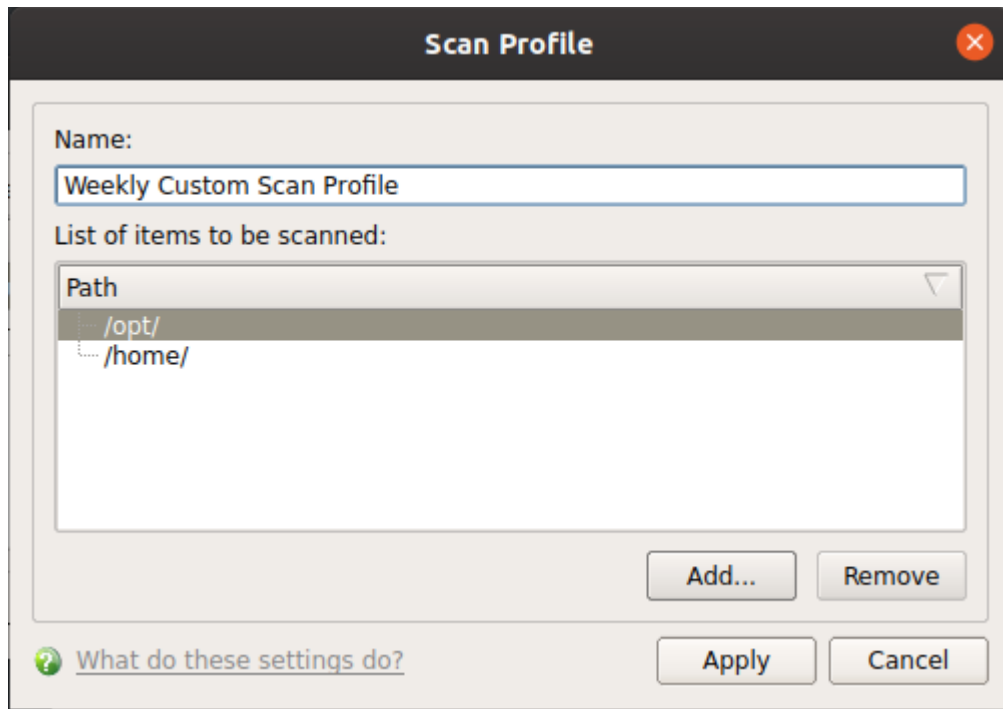 Scan Profile
Name:
Weekly Custom Scan Profile
List of items to be scanned:
Path
/opt/
/home/
Add... Remove
What do these settings do? Apply Cancel